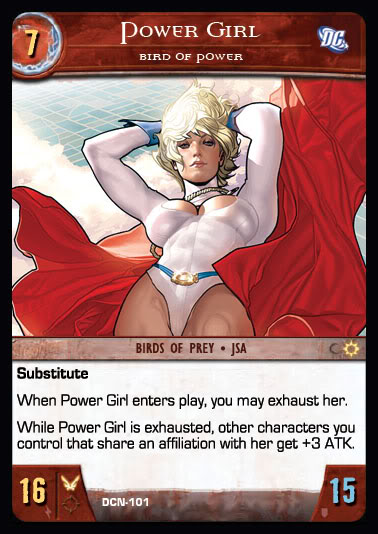 7
POWER GIRL
BIRD OF POWER
DC
BIRDS OF PREY • JSA
C
Substitute
When Power Girl enters play, you may exhaust her.
While Power Girl is exhausted, other characters you
control that share an affiliation with her get +3 ATK.
16
DCN-101
15